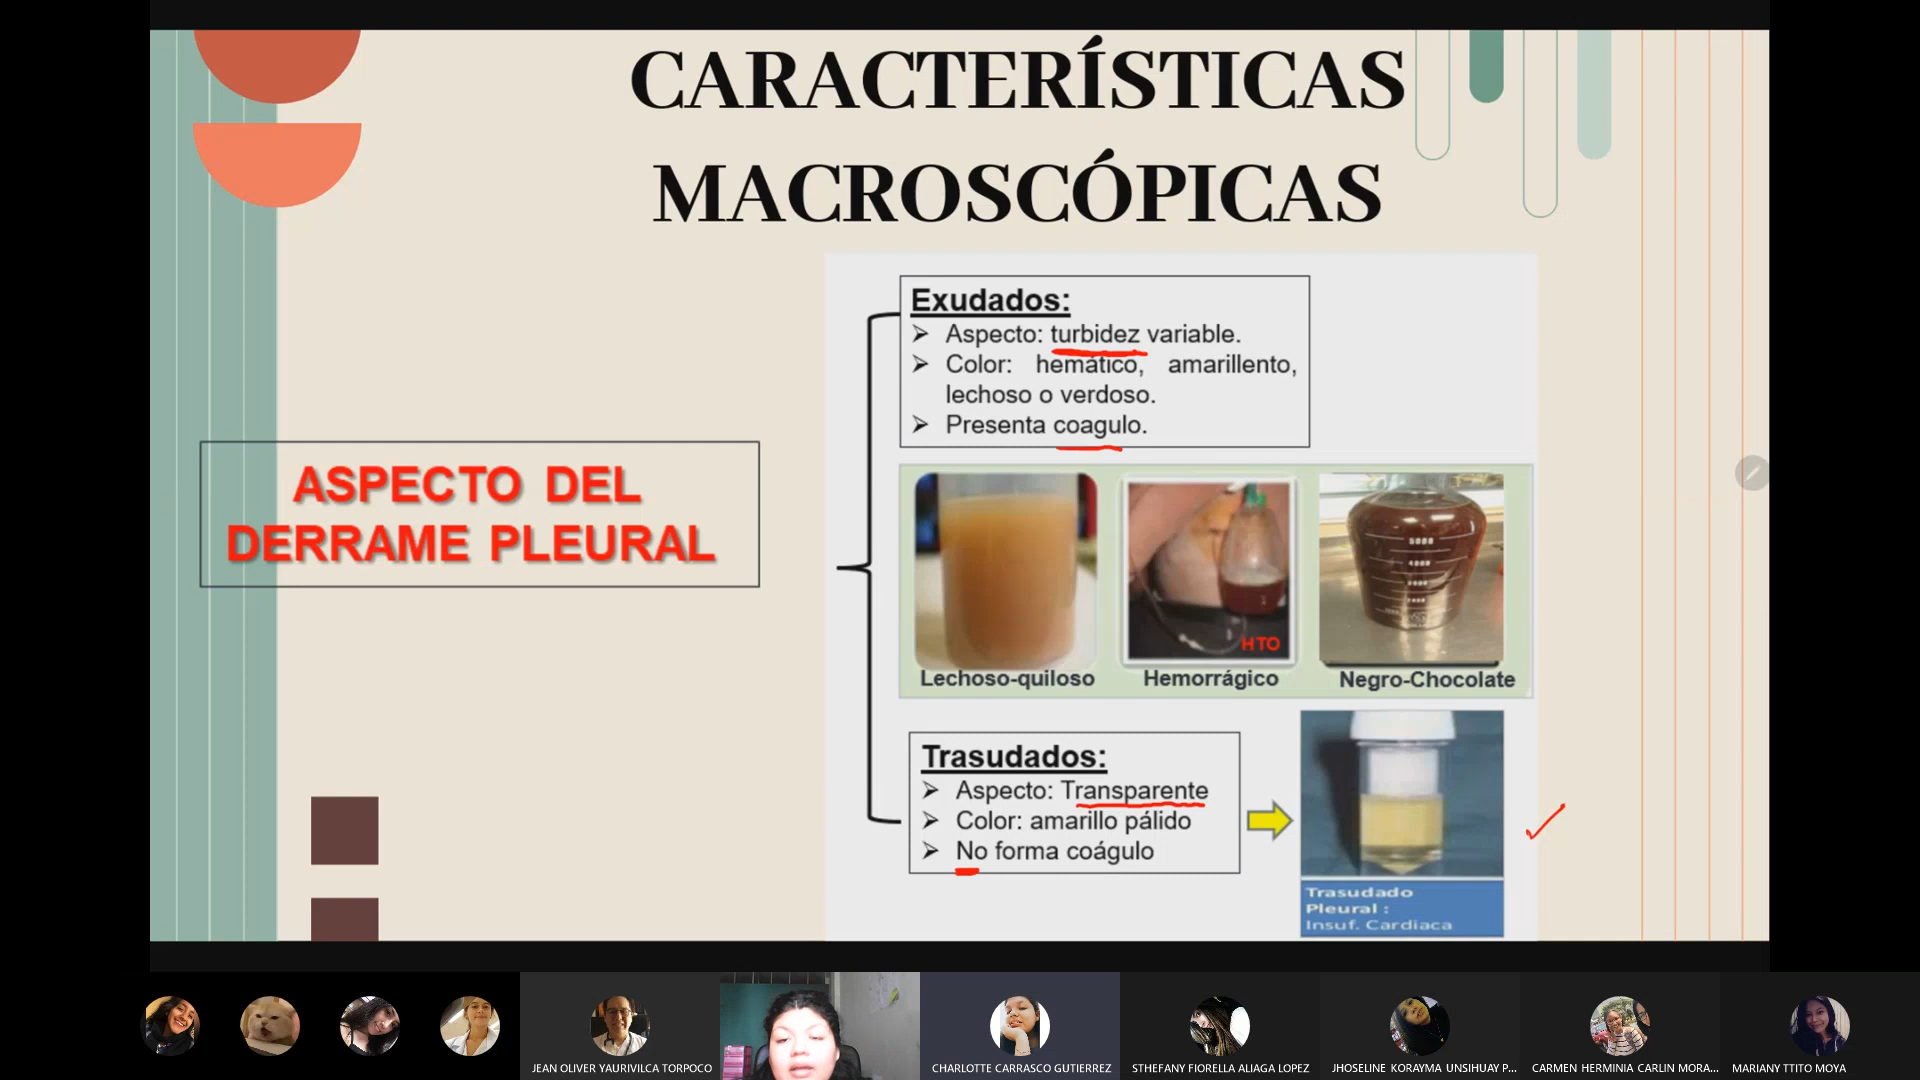 CARACTERÍSTICAS
MACROSCÓPICAS
ASPECTO DEL
DERRAME PLEURAL
Exudados:
➢ Aspecto: turbidez variable.
➢ Color: hemático, amarillento,
lechoso o verdoso.
➢ Presenta coagulo.
HTO
Lechoso-quiloso
Hemorrágico
Negro-Chocolate
Trasudados:
➢ Aspecto: Transparente
➢ Color: amarillo pálido
➢ No forma coágulo
Trasudado
Pleural :
Insuf. Cardiaca
JEAN OLIVER YAURIVILCA TORPOCO
CHARLOTTE CARRASCO GUTIERREZ
STHEFANY FIORELLA ALIAGA LOPEZ
JHOSELINE KORAYMA UNSIHUAY P...
CARMEN HERMINIA CARLIN MORA...
MARIANY TTITO MOYA